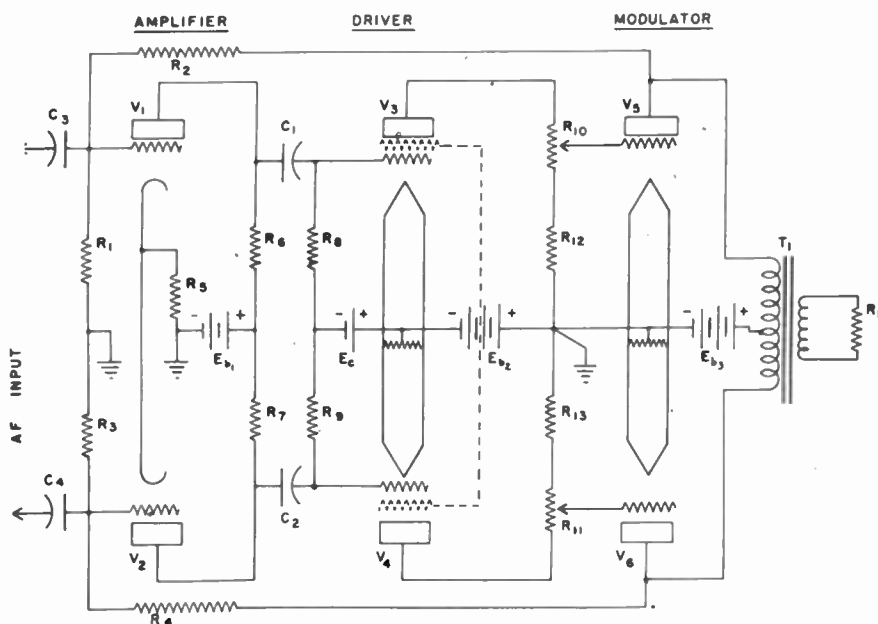 AMPLIFIER DRIVER MODULATOR
R2
C3 V1 C1 V3 R10 V5
R1 R6 R8 R12 T1
R5
- + - + - + - + R
Eb1 Ec Eb2 Eb3
AF INPUT
R3 R7 R9 R13
C4 C2 R11
V2 V4 V6
R4